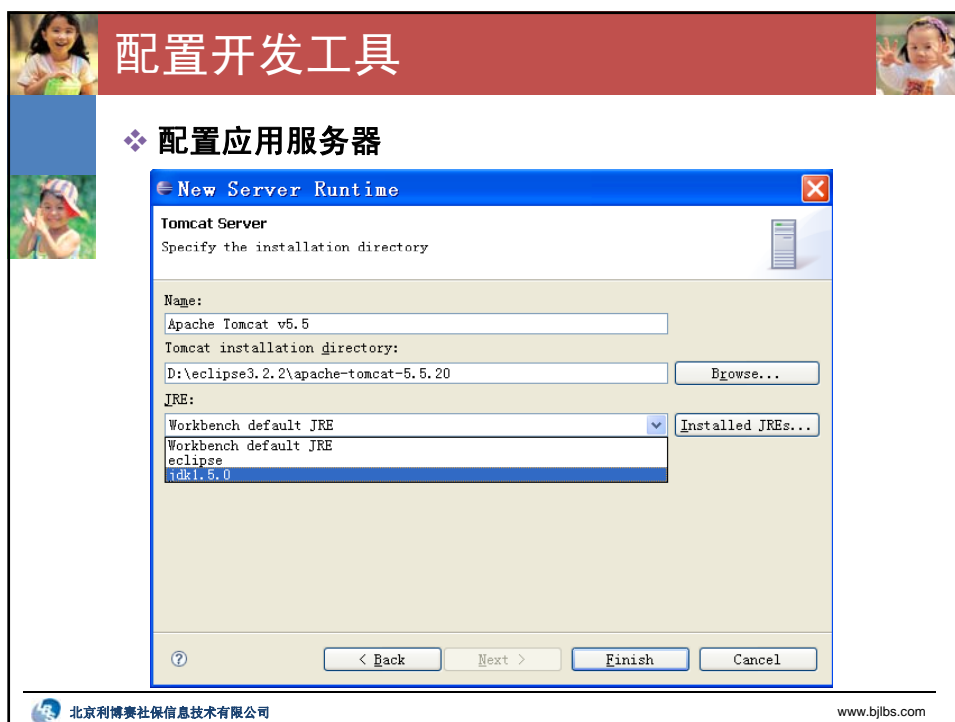 配置开发工具
配置应用服务器
New Server Runtime
Tomcat Server
Specify the installation directory
Name:
Apache Tomcat v5.5
Tomcat installation directory:
D:\eclipse3.2.2\apache-tomcat-5.5.20
Browse...
JRE:
Workbench default JRE
Installed JREs...
Workbench default JRE
eclipse
jdk1.5.0
< Back
Next >
Finish
Cancel
北京利博赛社保信息技术有限公司
www.bjlbs.com